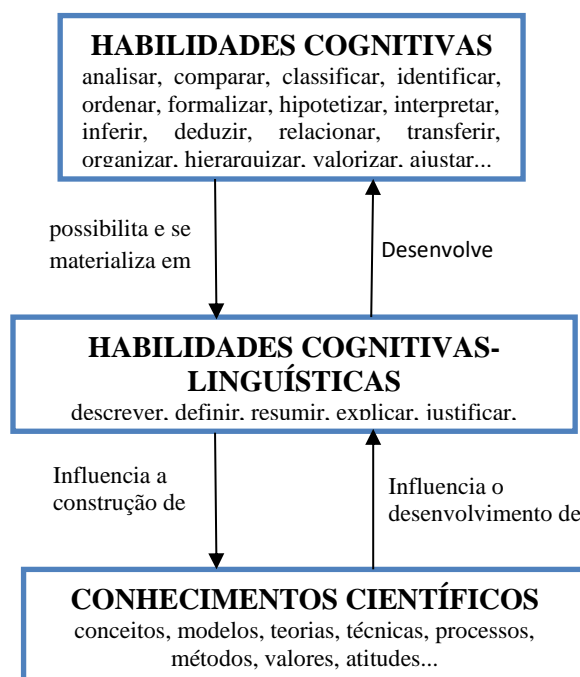 HABILIDADES COGNITIVAS
analisar, comparar, classificar, identificar,
ordenar, formalizar, hipotetizar, interpretar,
inferir, deduzir, relacionar, transferir,
organizar, hierarquizar, valorizar, ajustar...
possibilita e se
materializa em
Desenvolve
HABILIDADES COGNITIVAS-
LINGUÍSTICAS
descrever, definir, resumir, explicar, justificar,
Influencia a
construção de
Influencia o
desenvolvimento de
CONHECIMENTOS CIENTÍFICOS
conceitos, modelos, teorias, técnicas, processos,
métodos, valores, atitudes...